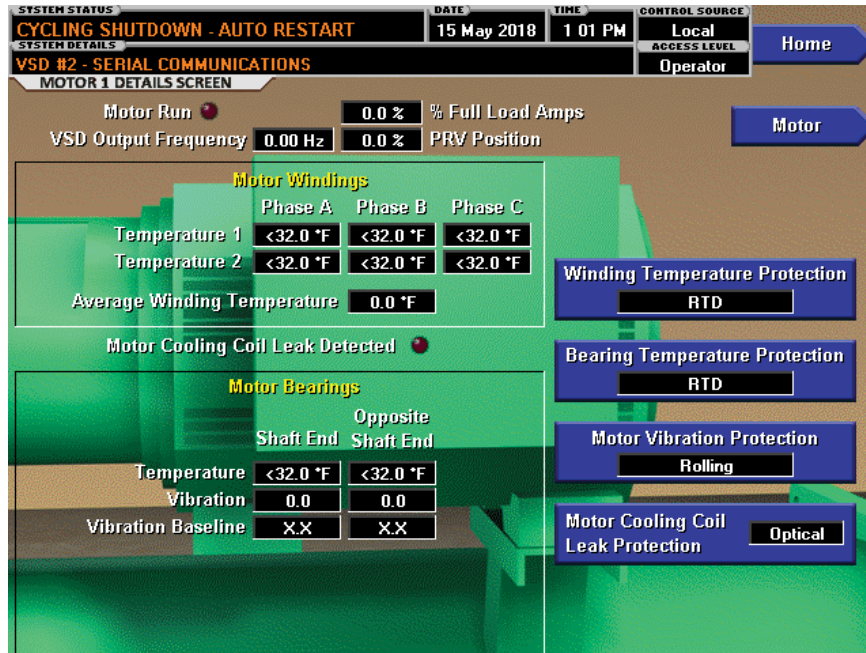 SYSTEM STATUS
CYCLING SHUTDOWN - AUTO RESTART
DATE
15 May 2018
TIME
1 01 PM
CONTROL SOURCE
Local
Home
SYSTEM DETAILS
VSD #2 - SERIAL COMMUNICATIONS
ACCESS LEVEL
Operator
MOTOR 1 DETAILS SCREEN
Motor Run 0.0 % % Full Load Amps
Motor
VSD Output Frequency 0.00 Hz 0.0 % PRV Position
Motor Windings
Phase A Phase B Phase C
Temperature 1 <32.0 °F <32.0 °F <32.0 °F
Temperature 2 <32.0 °F <32.0 °F <32.0 °F
Average Winding Temperature 0.0 °F
Winding Temperature Protection
RTD
Motor Cooling Coil Leak Detected
Bearing Temperature Protection
RTD
Motor Bearings
Shaft End Opposite
Shaft End
Temperature <32.0 °F <32.0 °F
Vibration 0.0 0.0
Vibration Baseline X.X X.X
Motor Vibration Protection
Rolling
Motor Cooling Coil
Leak Protection
Optical